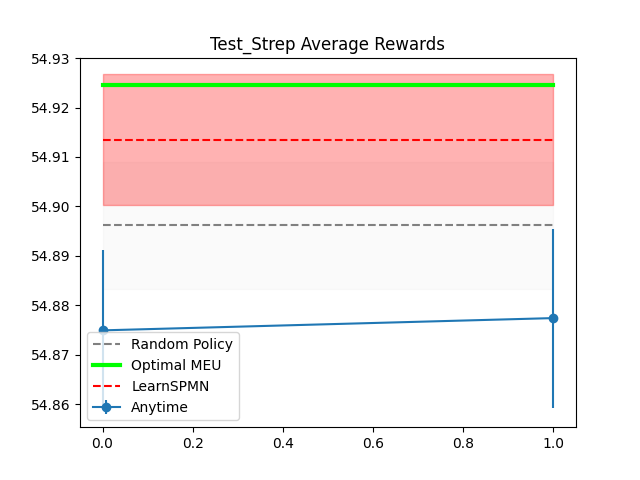 Test_Strep Average Rewards
54.93
54.92
54.91
54.90
54.89
54.88
54.87
54.86
Random Policy
Optimal MEU
LearnSPMN
Anytime
0.0 0.2 0.4 0.6 0.8 1.0